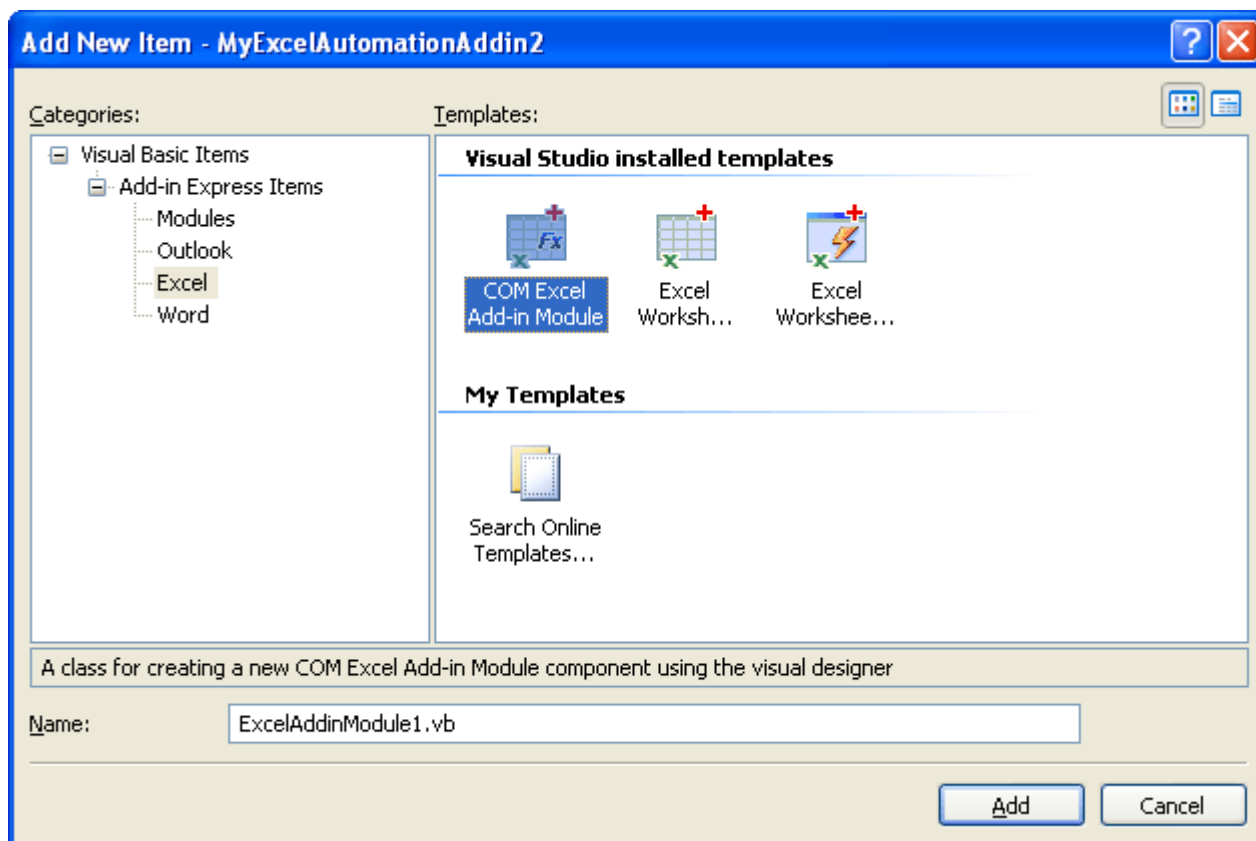 Add New Item - MyExcelAutomationAddin2
Categories:
Templates:
Visual Basic Items
Add-in Express Items
Modules
Outlook
Excel
Word
Visual Studio installed templates
Fx
COM Excel
Add-in Module
Excel
Worksh...
Excel
Workshee...
My Templates
Search Online
Templates...
A class for creating a new COM Excel Add-in Module component using the visual designer
Name:
ExcelAddinModule1.vb
Add
Cancel